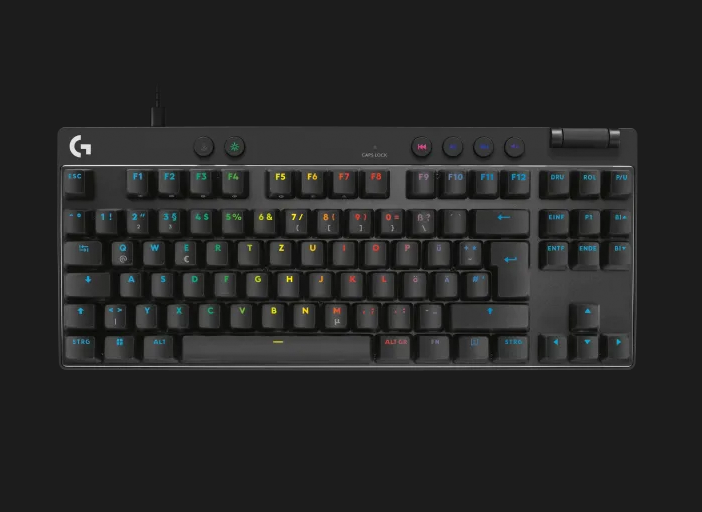 G
CAPS LOCK
ESC F1 F2 F3 F4 F5 F6 F7 F8 F9 F10 F11 F12 DRU ROL P/U
^ ° 1 ! 2 " 2 3 § 3 4 $ 5 % 6 & 7 / { 8 ( [ 9 ) ] 0 = } ß ? \ EINF P1 BI▲
Q @ W E € R T Z U I O P Ü + * ~ ENTF ENDE BI▼
A S D F G H J K L Ö Ä # '
< > | Y X C V B N M µ , ; . : - _
STRG ALT ALT GR FN STRG